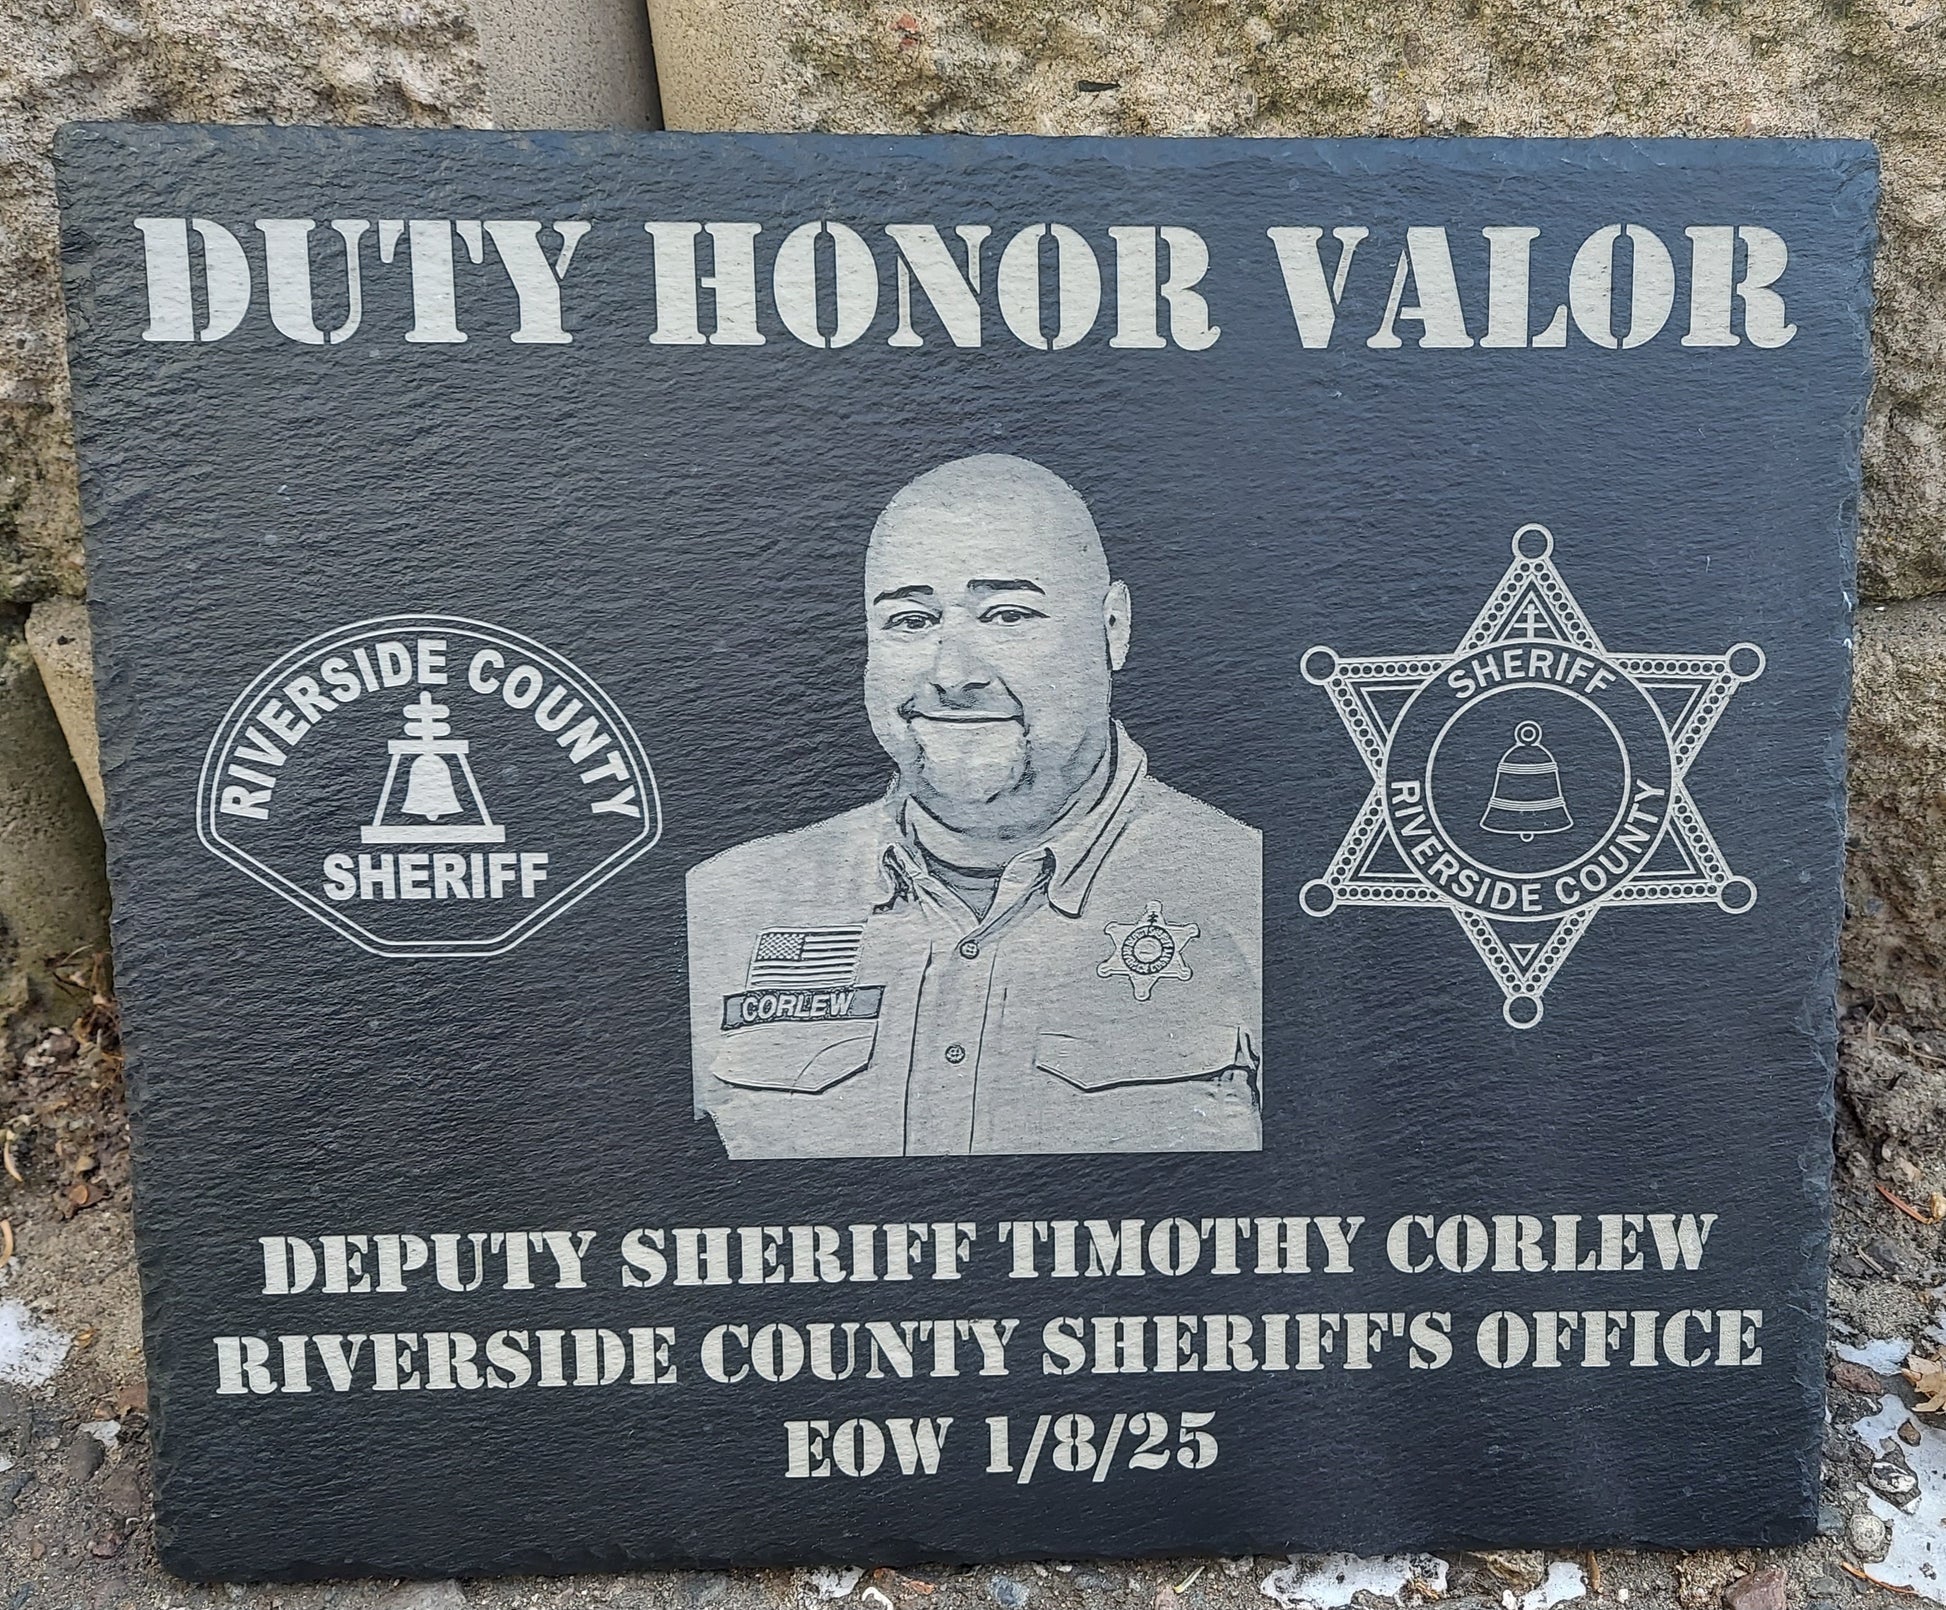 DUTY HONOR VALOR
RIVERSIDE COUNTY
SHERIFF
CORLEW
SHERIFF
RIVERSIDE COUNTY
DEPUTY SHERIFF TIMOTHY CORLEW
RIVERSIDE COUNTY SHERIFF'S OFFICE
EOW 1/8/25